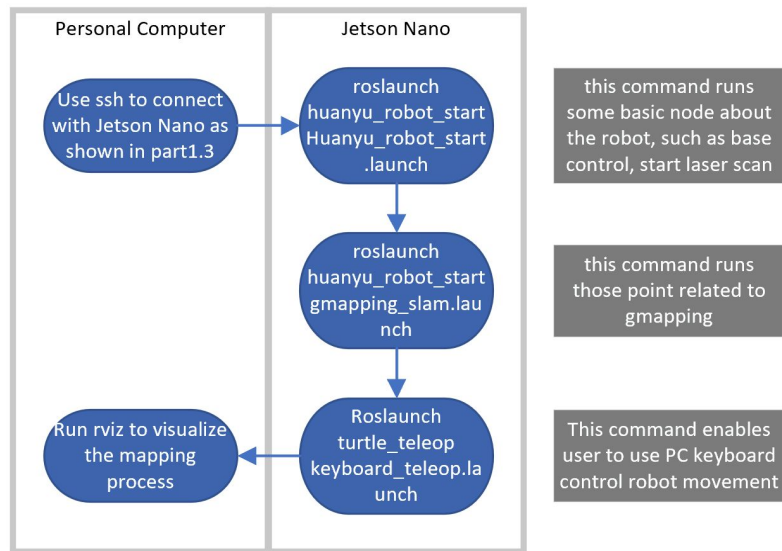 Personal Computer
Jetson Nano
Use ssh to connect
with Jetson Nano as
shown in part1.3
roslaunch
huanyu_robot_start
Huanyu_robot_start
.launch
this command runs
some basic node about
the robot, such as base
control, start laser scan
roslaunch
huanyu_robot_start
gmapping_slam.lau
nch
this command runs
those point related to
gmapping
Run rviz to visualize
the mapping
process
Roslaunch
turtle_teleop
keyboard_teleop.la
unch
This command enables
user to use PC keyboard
control robot movement